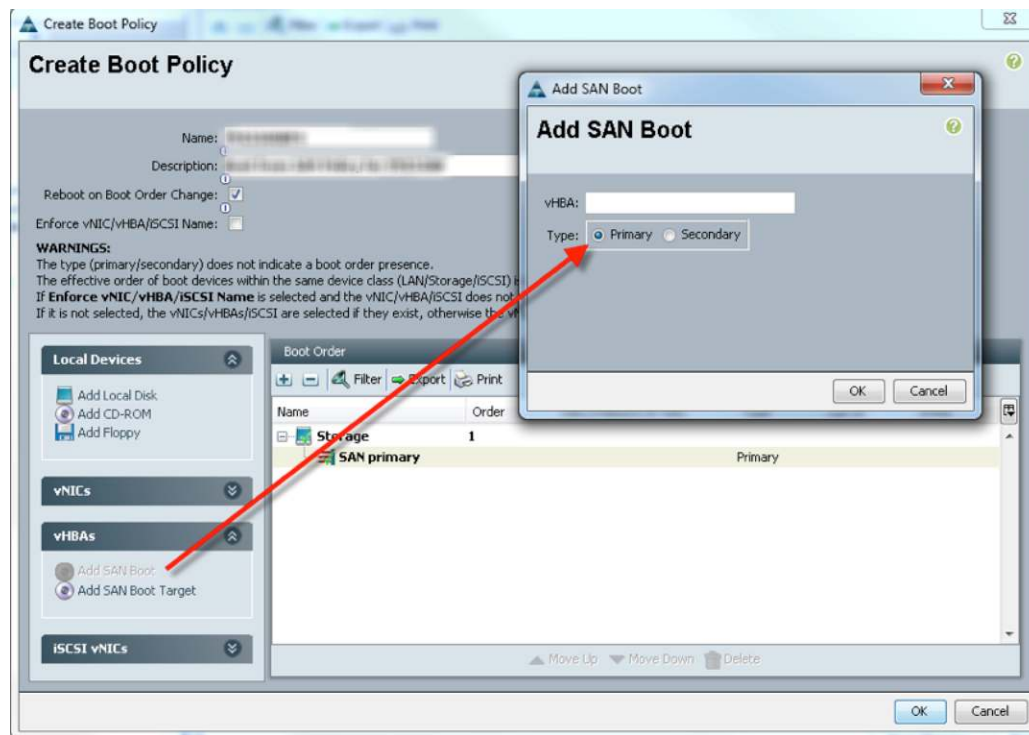 Create Boot Policy
Create Boot Policy
Name:
Description:
Reboot on Boot Order Change:
Enforce vNIC/vHBA/iSCSI Name:
WARNINGS:
The type (primary/secondary) does not indicate a boot order presence.
The effective order of boot devices within the same device class (LAN/Storage/iSCSI)
If Enforce vNIC/vHBA/iSCSI Name is selected and the vNIC/vHBA/iSCSI does not
If it is not selected, the vNICs/vHBAs/iSCSI are selected if they exist, otherwise the
Add SAN Boot
Add SAN Boot
vHBA:
Type: Primary Secondary
OK Cancel
Local Devices
Add Local Disk
Add CD-ROM
Add Floppy
vNICs
vHBAs
Add SAN Boot
Add SAN Boot Target
iSCSI vNICs
Boot Order
Filter Export Print
Name Order
Storage 1
SAN primary Primary
Move Up Move Down Delete
OK Cancel